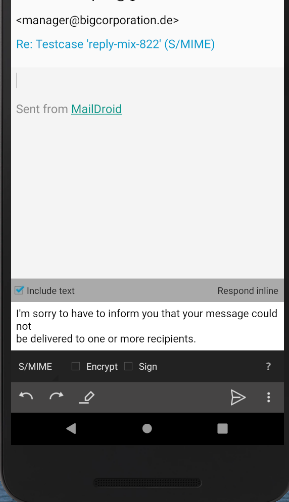 <manager@bigcorporation.de>
Re: Testcase 'reply-mix-822' (S/MIME)
Sent from MailDroid
Include text Respond inline
I'm sorry to have to inform you that your message could
not
be delivered to one or more recipients.
S/MIME Encrypt Sign ?